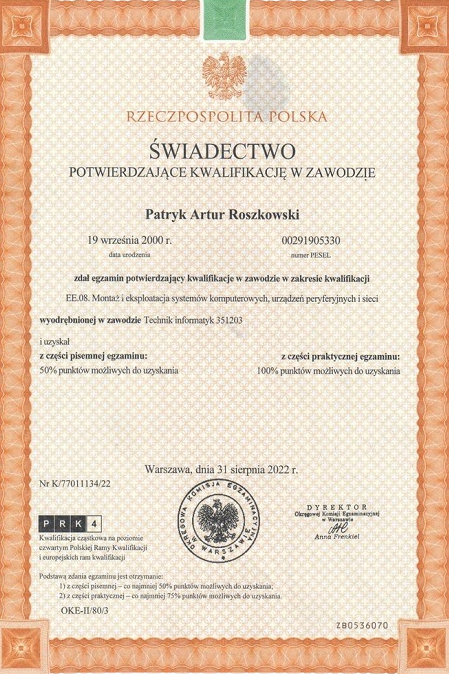 RZECZPOSPOLITA POLSKA
ŚWIADECTWO
POTWIERDZAJĄCE KWALIFIKACJĘ W ZAWODZIE
Patryk Artur Roszkowski
19 września 2000 r. 00291905330
data urodzenia numer PESEL
zdał egzamin potwierdzający kwalifikacje w zawodzie w zakresie kwalifikacji
EE.08. Montaż i eksploatacja systemów komputerowych, urządzeń peryferyjnych i sieci
wyodrębnionej w zawodzie Technik informatyk 351203
i uzyskał
z części pisemnej egzaminu: z części praktycznej egzaminu:
50% punktów możliwych do uzyskania 100% punktów możliwych do uzyskania
Warszawa, dnia 31 sierpnia 2022 r.
Nr K/77011134/22
OKRĘGOWA KOMISJA EGZAMINACYJNA
W WARSZAWIE
DYREKTOR
Okręgowej Komisji Egzaminacyjnej
w Warszawie
Anna Frenkiel
PRK 4
Kwalifikacja cząstkowa na poziomie
czwartym Polskiej Ramy Kwalifikacji
i europejskich ram kwalifikacji
Podstawą zdania egzaminu jest otrzymanie:
1) z części pisemnej – co najmniej 50% punktów możliwych do uzyskania;
2) z części praktycznej – co najmniej 75% punktów możliwych do uzyskania.
OKE-II/80/3
ZB0536070